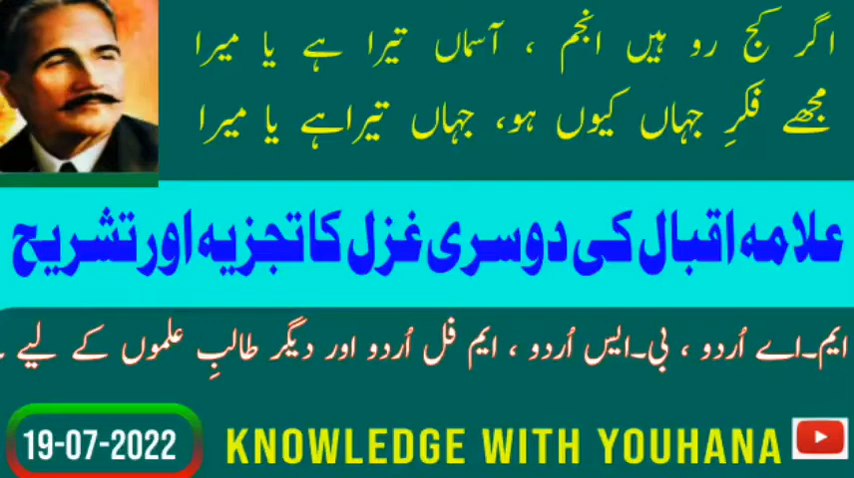 اگر کج رو ہیں انجم ، آسماں تیرا ہے یا میرا
مجھے فکرِ جہاں کیوں ہو، جہاں تیرا ہے یا میرا
علامہ اقبال کی دوسری غزل کا تجزیہ اور تشریح
ایم۔اے اُردو ، بی۔ایس اُردو ، ایم فل اُردو اور دیگر طالبِ علموں کے لیے ۔
19-07-2022
KNOWLEDGE WITH YOUHANA